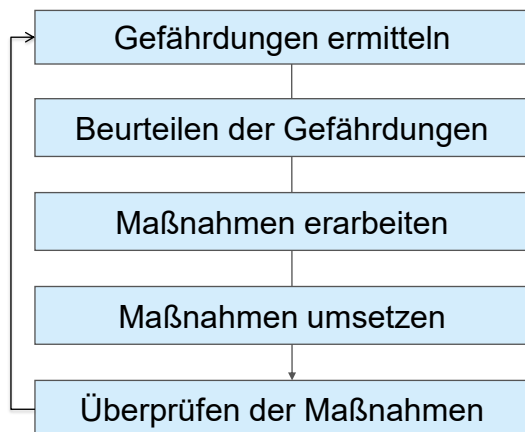 Gefährdungen ermitteln
Beurteilen der Gefährdungen
Maßnahmen erarbeiten
Maßnahmen umsetzen
Überprüfen der Maßnahmen